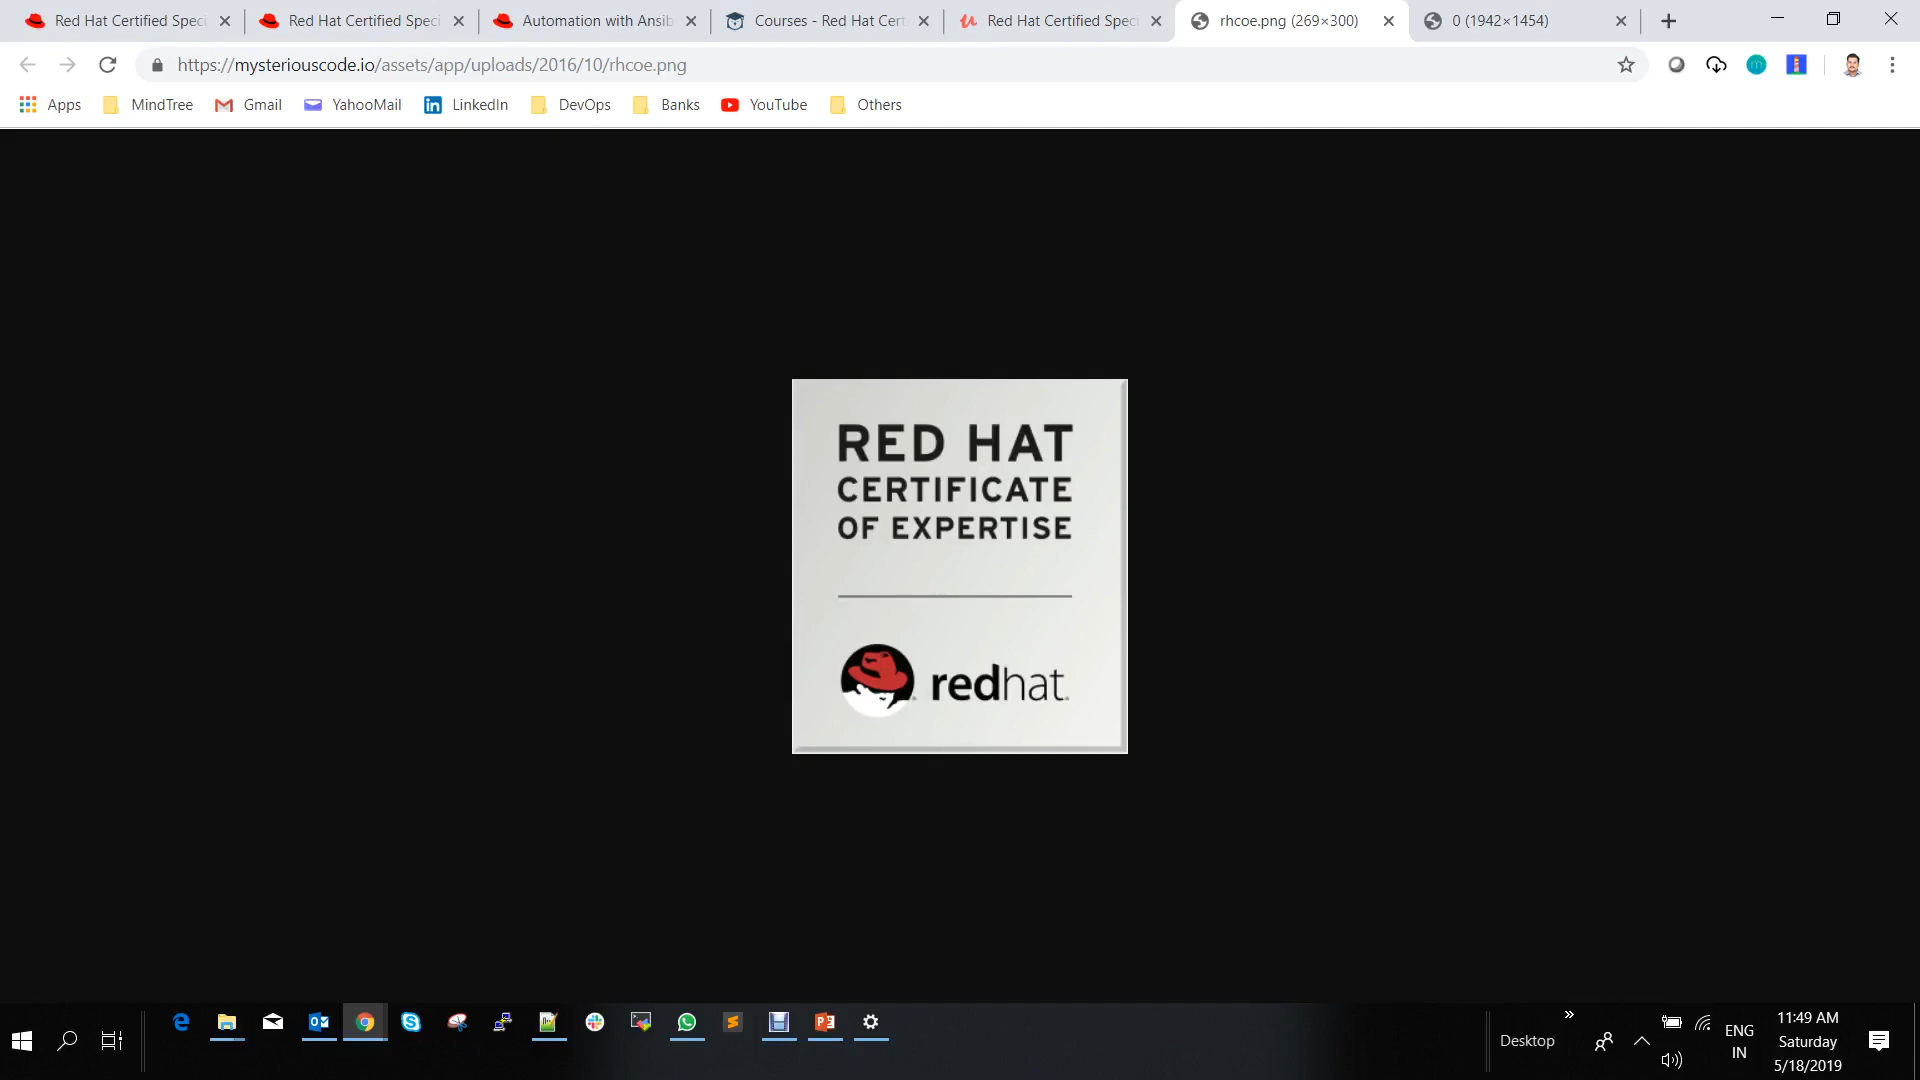 Red Hat Certified Speci
Red Hat Certified Speci
Automation with Ansib
Courses - Red Hat Cert
Red Hat Certified Speci
rhcoe.png (269×300)
0 (1942×1454)
https://mysteriouscode.io/assets/app/uploads/2016/10/rhcoe.png
Apps
MindTree
Gmail
YahooMail
LinkedIn
DevOps
Banks
YouTube
Others
RED HAT
CERTIFICATE
OF EXPERTISE
redhat.
Desktop
ENG
IN
11:49 AM
Saturday
5/18/2019